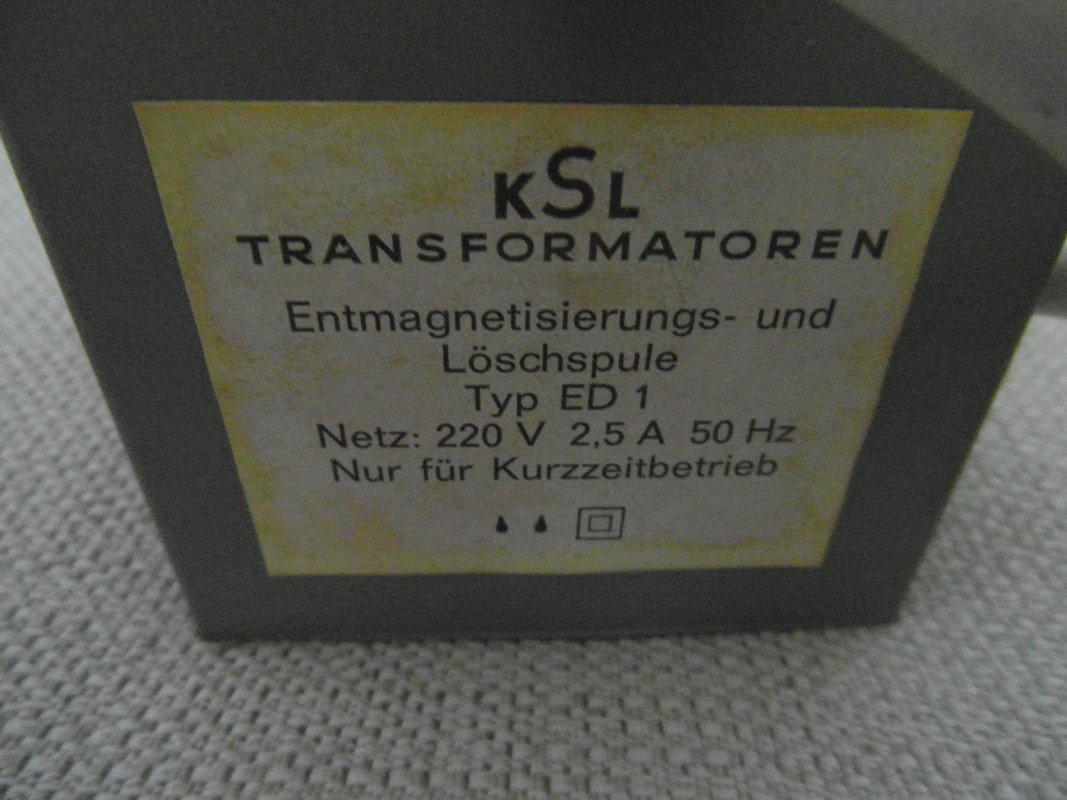 KSL
TRANSFORMATOREN
Entmagnetisierungs- und
Löschspule
Typ ED 1
Netz: 220 V 2,5 A 50 Hz
Nur für Kurzzeitbetrieb